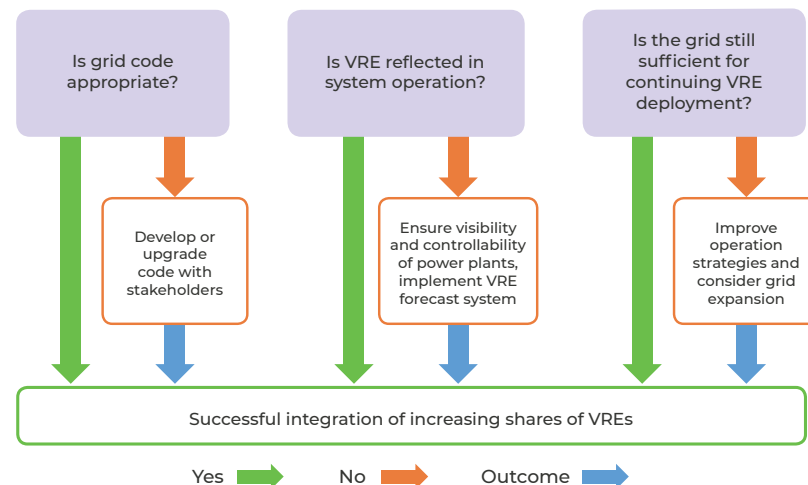 Is grid code
appropriate?
Is VRE reflected in
system operation?
Is the grid still
sufficient for
continuing VRE
deployment?
Develop or
upgrade
code with
stakeholders
Ensure visibility
and controllability
of power plants,
implement VRE
forecast system
Improve
operation
strategies and
consider grid
expansion
Successful integration of increasing shares of VREs
Yes
No
Outcome